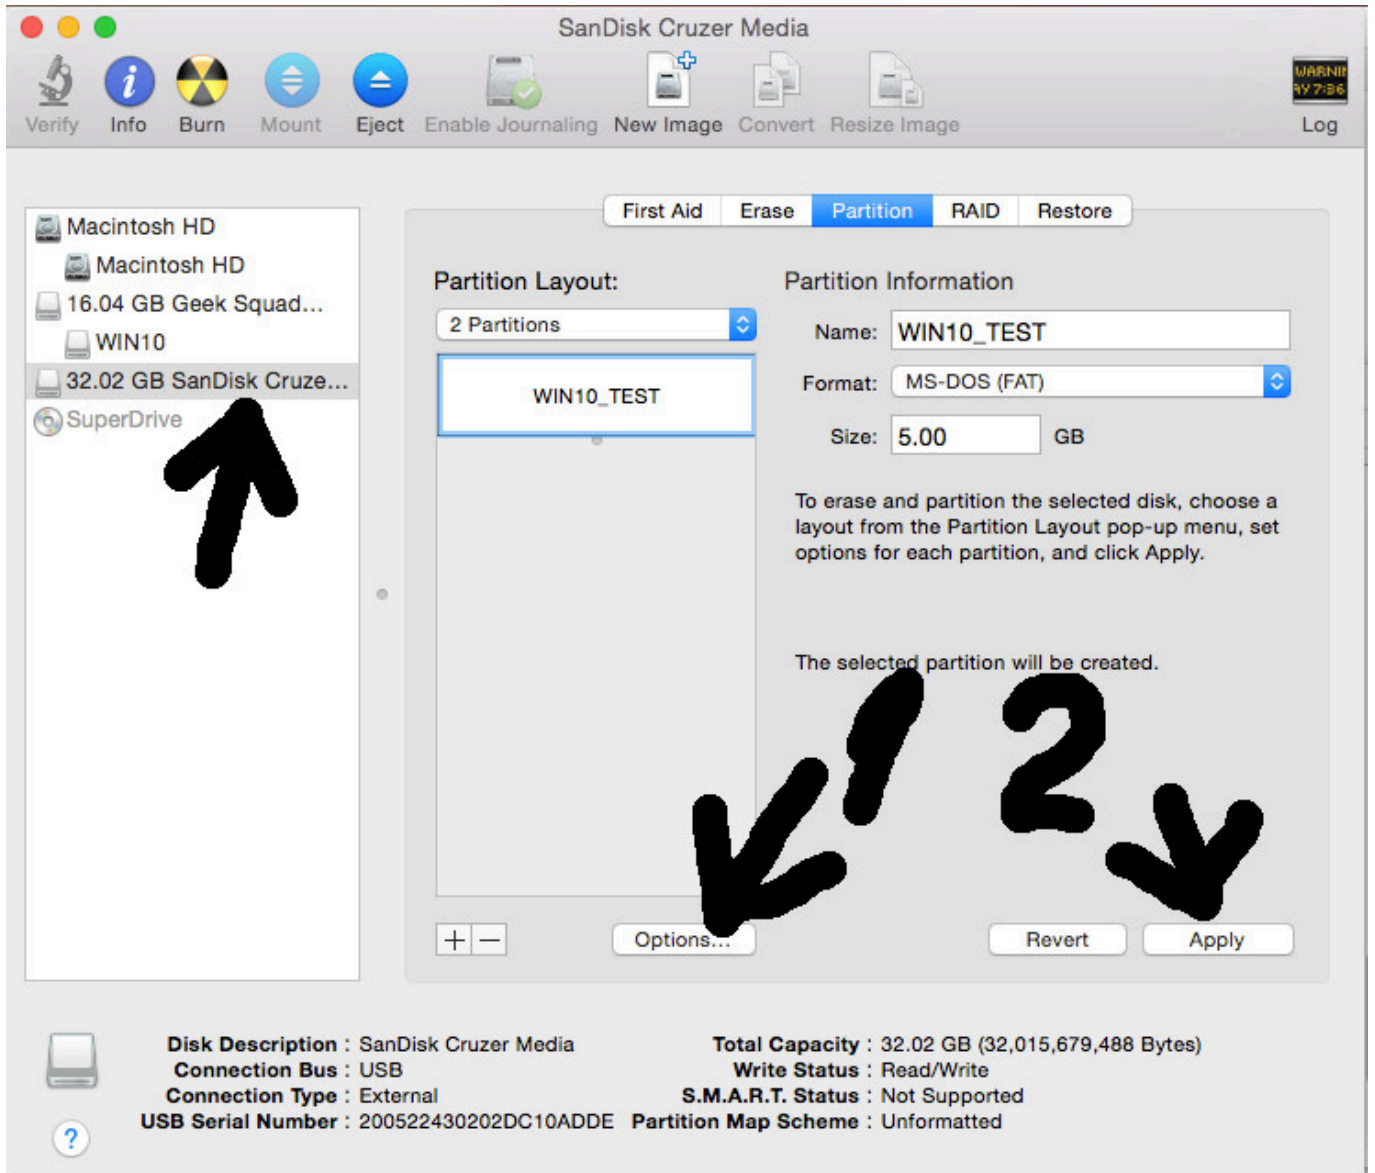 SanDisk Cruzer Media
WARNIN
AY 7:36
Verify Info Burn Mount Eject Enable Journaling New Image Convert Resize Image Log
First Aid Erase Partition RAID Restore
Macintosh HD
Macintosh HD
16.04 GB Geek Squad...
WIN10
32.02 GB SanDisk Cruze...
SuperDrive
Partition Layout:
2 Partitions
WIN10_TEST
Partition Information
Name: WIN10_TEST
Format: MS-DOS (FAT)
Size: 5.00 GB
To erase and partition the selected disk, choose a
layout from the Partition Layout pop-up menu, set
options for each partition, and click Apply.
The selected partition will be created.
1 2
+ − Options... Revert Apply
Disk Description : SanDisk Cruzer Media
Connection Bus : USB
Connection Type : External
USB Serial Number : 200522430202DC10ADDE
Total Capacity : 32.02 GB (32,015,679,488 Bytes)
Write Status : Read/Write
S.M.A.R.T. Status : Not Supported
Partition Map Scheme : Unformatted
?